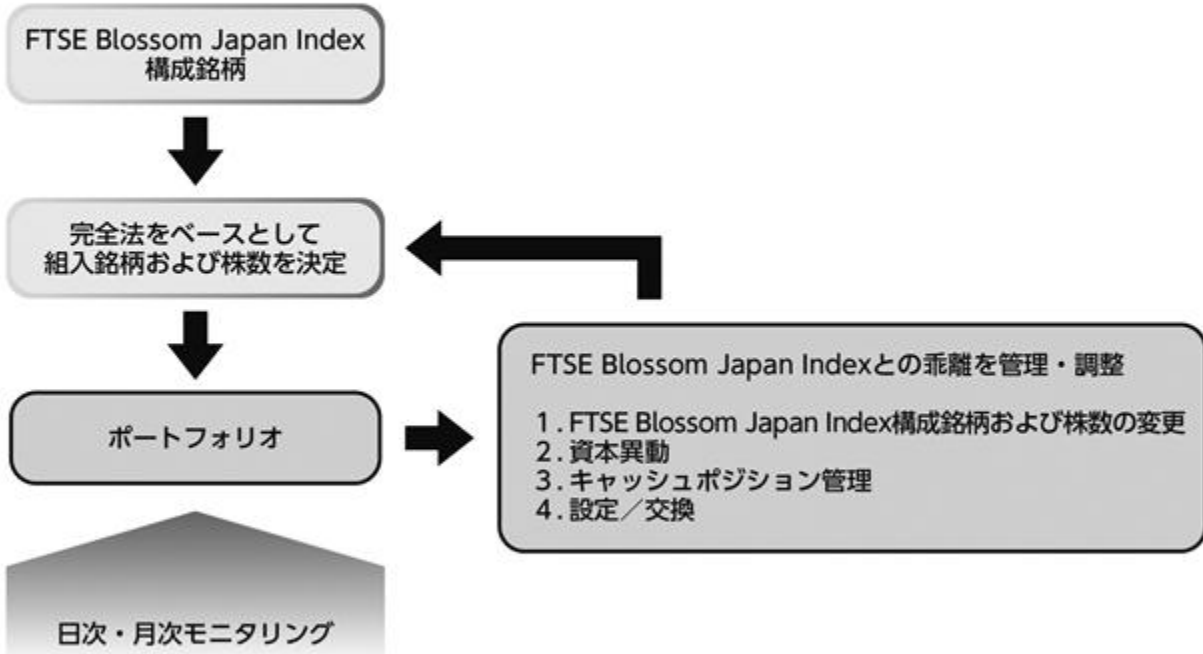 FTSE Blossom Japan Index
構成銘柄
完全法をベースとして
組入銘柄および株数を決定
ポートフォリオ
FTSE Blossom Japan Indexとの乖離を管理・調整
1.FTSE Blossom Japan Index構成銘柄および株数の変更
2.資本異動
3.キャッシュポジション管理
4.設定／交換
日次・月次モニタリング